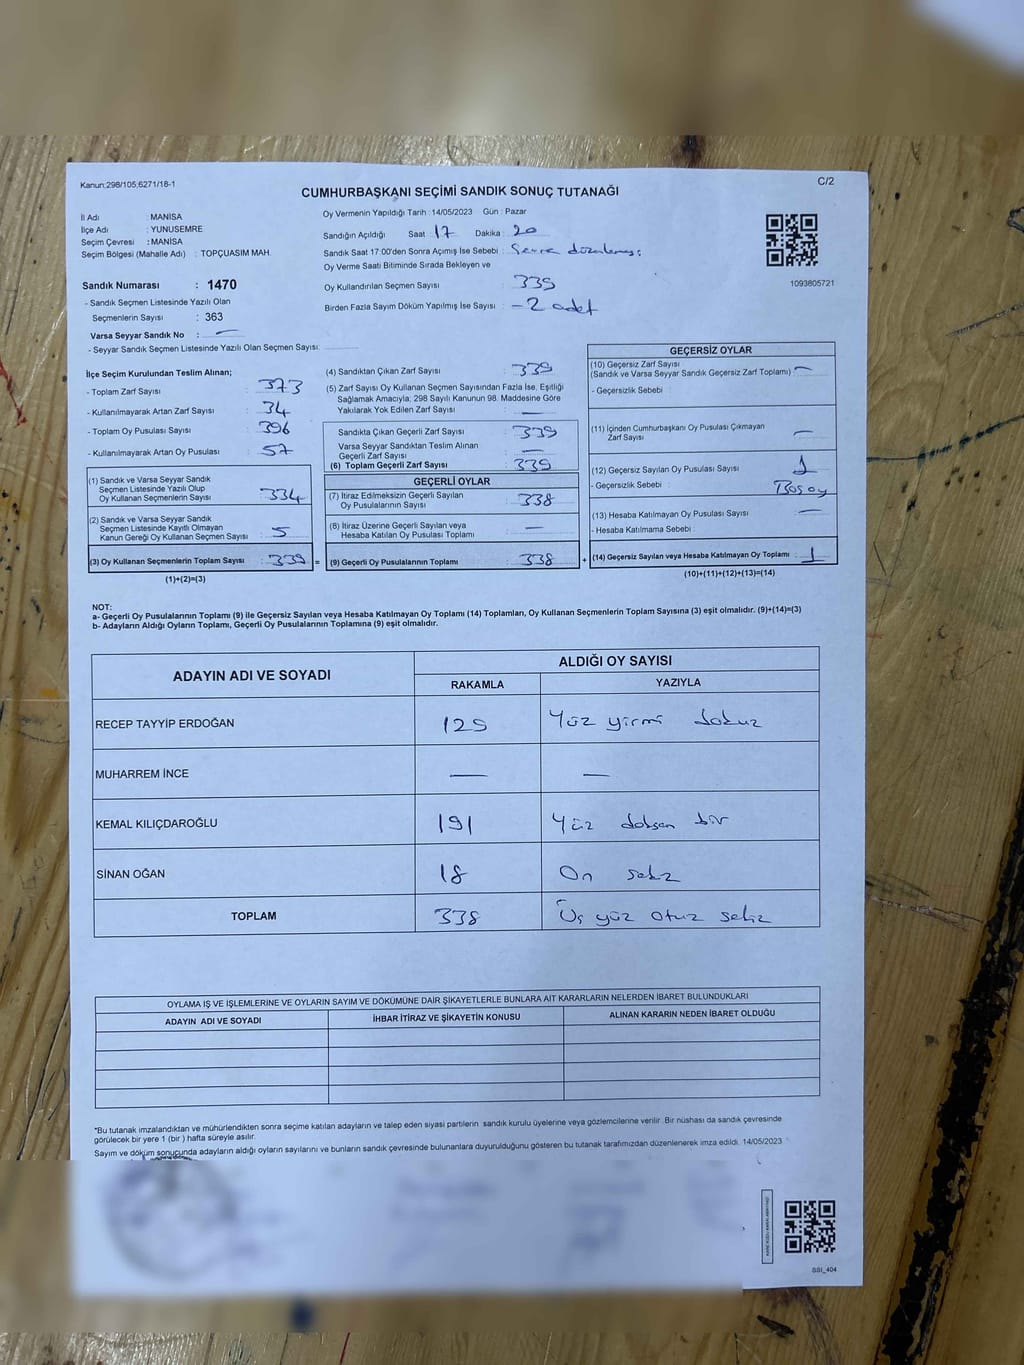 Kanun:298/105;6271/18-1
C/2
CUMHURBAŞKANI SEÇİMİ SANDIK SONUÇ TUTANAĞI
İl Adı : MANİSA
İlçe Adı : YUNUSEMRE
Seçim Çevresi : MANİSA
Seçim Bölgesi (Mahalle Adı) : TOPÇUASIM MAH.
Sandık Numarası : 1470
- Sandık Seçmen Listesinde Yazılı Olan
Seçmenlerin Sayısı : 363
Varsa Seyyar Sandık No : —
- Seyyar Sandık Seçmen Listesinde Yazılı Olan Seçmen Sayısı:
Oy Vermenin Yapıldığı Tarih :14/05/2023 Gün : Pazar
Sandığın Açıldığı Saat : 17 Dakika : 20
Sandık Saat 17:00'den Sonra Açımış İse Sebebi :
Oy Verme Saati Bitiminde Sırada Bekleyen ve
Oy Kullandırılan Seçmen Sayısı : 339
Birden Fazla Sayım Döküm Yapılmış İse Sayısı : - 2 adet
1093805721
İlçe Seçim Kurulundan Teslim Alınan;
- Toplam Zarf Sayısı : 373
- Kullanılmayarak Artan Zarf Sayısı : 34
- Toplam Oy Pusulası Sayısı : 396
- Kullanılmayarak Artan Oy Pusulası : 57
(1) Sandık ve Varsa Seyyar Sandık
Seçmen Listesinde Yazılı Olup
Oy Kullanan Seçmenlerin Sayısı : 334
(2) Sandık ve Varsa Seyyar Sandık
Seçmen Listesinde Kayıtlı Olmayan
Kanun Gereği Oy Kullanan Seçmen Sayısı : 5
(3) Oy Kullanan Seçmenlerin Toplam Sayısı : 339
(1)+(2)=(3)
(4) Sandıktan Çıkan Zarf Sayısı : 339
(5) Zarf Sayısı Oy Kullanan Seçmen Sayısından Fazla İse, Eşitliği
Sağlamak Amacıyla; 298 Sayılı Kanunun 98. Maddesine Göre
Yakılarak Yok Edilen Zarf Sayısı : —
Sandıkta Çıkan Geçerli Zarf Sayısı : 339
Varsa Seyyar Sandıktan Teslim Alınan
Geçerli Zarf Sayısı : —
(6) Toplam Geçerli Zarf Sayısı : 339
GEÇERLİ OYLAR
(7) İtiraz Edilmeksizin Geçerli Sayılan
Oy Pusulalarının Sayısı : 338
(8) İtiraz Üzerine Geçerli Sayılan veya
Hesaba Katılan Oy Pusulası Toplamı : —
= (9) Geçerli Oy Pusulalarının Toplamı : 338 +
GEÇERSİZ OYLAR
(10) Geçersiz Zarf Sayısı :
(Sandık ve Varsa Seyyar Sandık Geçersiz Zarf Toplamı) —
- Geçersizlik Sebebi :
(11) İçinden Cumhurbaşkanı Oy Pusulası Çıkmayan
Zarf Sayısı : —
(12) Geçersiz Sayılan Oy Pusulası Sayısı : 1
- Geçersizlik Sebebi : Boş oy
(13) Hesaba Katılmayan Oy Pusulası Sayısı : —
- Hesaba Katılmama Sebebi :
(14) Geçersiz Sayılan veya Hesaba Katılmayan Oy Toplamı : 1
(10)+(11)+(12)+(13)=(14)
NOT:
a- Geçerli Oy Pusulalarının Toplamı (9) ile Geçersiz Sayılan veya Hesaba Katılmayan Oy Toplamı (14) Toplamları, Oy Kullanan Seçmenlerin Toplam Sayısına (3) eşit olmalıdır. (9)+(14)=(3)
b- Adayların Aldığı Oyların Toplamı, Geçerli Oy Pusulalarının Toplamına (9) eşit olmalıdır.
ADAYIN ADI VE SOYADI ALDIĞI OY SAYISI
RAKAMLA YAZIYLA
RECEP TAYYİP ERDOĞAN 129 Yüz yirmi dokuz
MUHARREM İNCE — —
KEMAL KILIÇDAROĞLU 191 Yüz doksan bir
SİNAN OĞAN 18 On sekiz
TOPLAM 338 Üç yüz otuz sekiz
OYLAMA İŞ VE İŞLEMLERİNE VE OYLARIN SAYIM VE DÖKÜMÜNE DAİR ŞİKAYETLERLE BUNLARA AİT KARARLARIN NELERDEN İBARET BULUNDUKLARI
ADAYIN ADI VE SOYADI İHBAR İTİRAZ VE ŞİKAYETİN KONUSU ALINAN KARARIN NEDEN İBARET OLDUĞU
*Bu tutanak imzalandıktan ve mühürlendikten sonra seçime katılan adayların ve talep eden siyasi partilerin sandık kurulu üyelerine veya gözlemcilerine verilir. Bir nüshası da sandık çevresinde
görülecek bir yere 1 (bir ) hafta süreyle asılır.
Sayım ve döküm sonucunda adayların aldığı oyların sayılarını ve bunların sandık çevresinde bulunanlara duyurulduğunu gösteren bu tutanak tarafımızdan düzenlenerek imza edildi. 14/05/2023
SSI_404